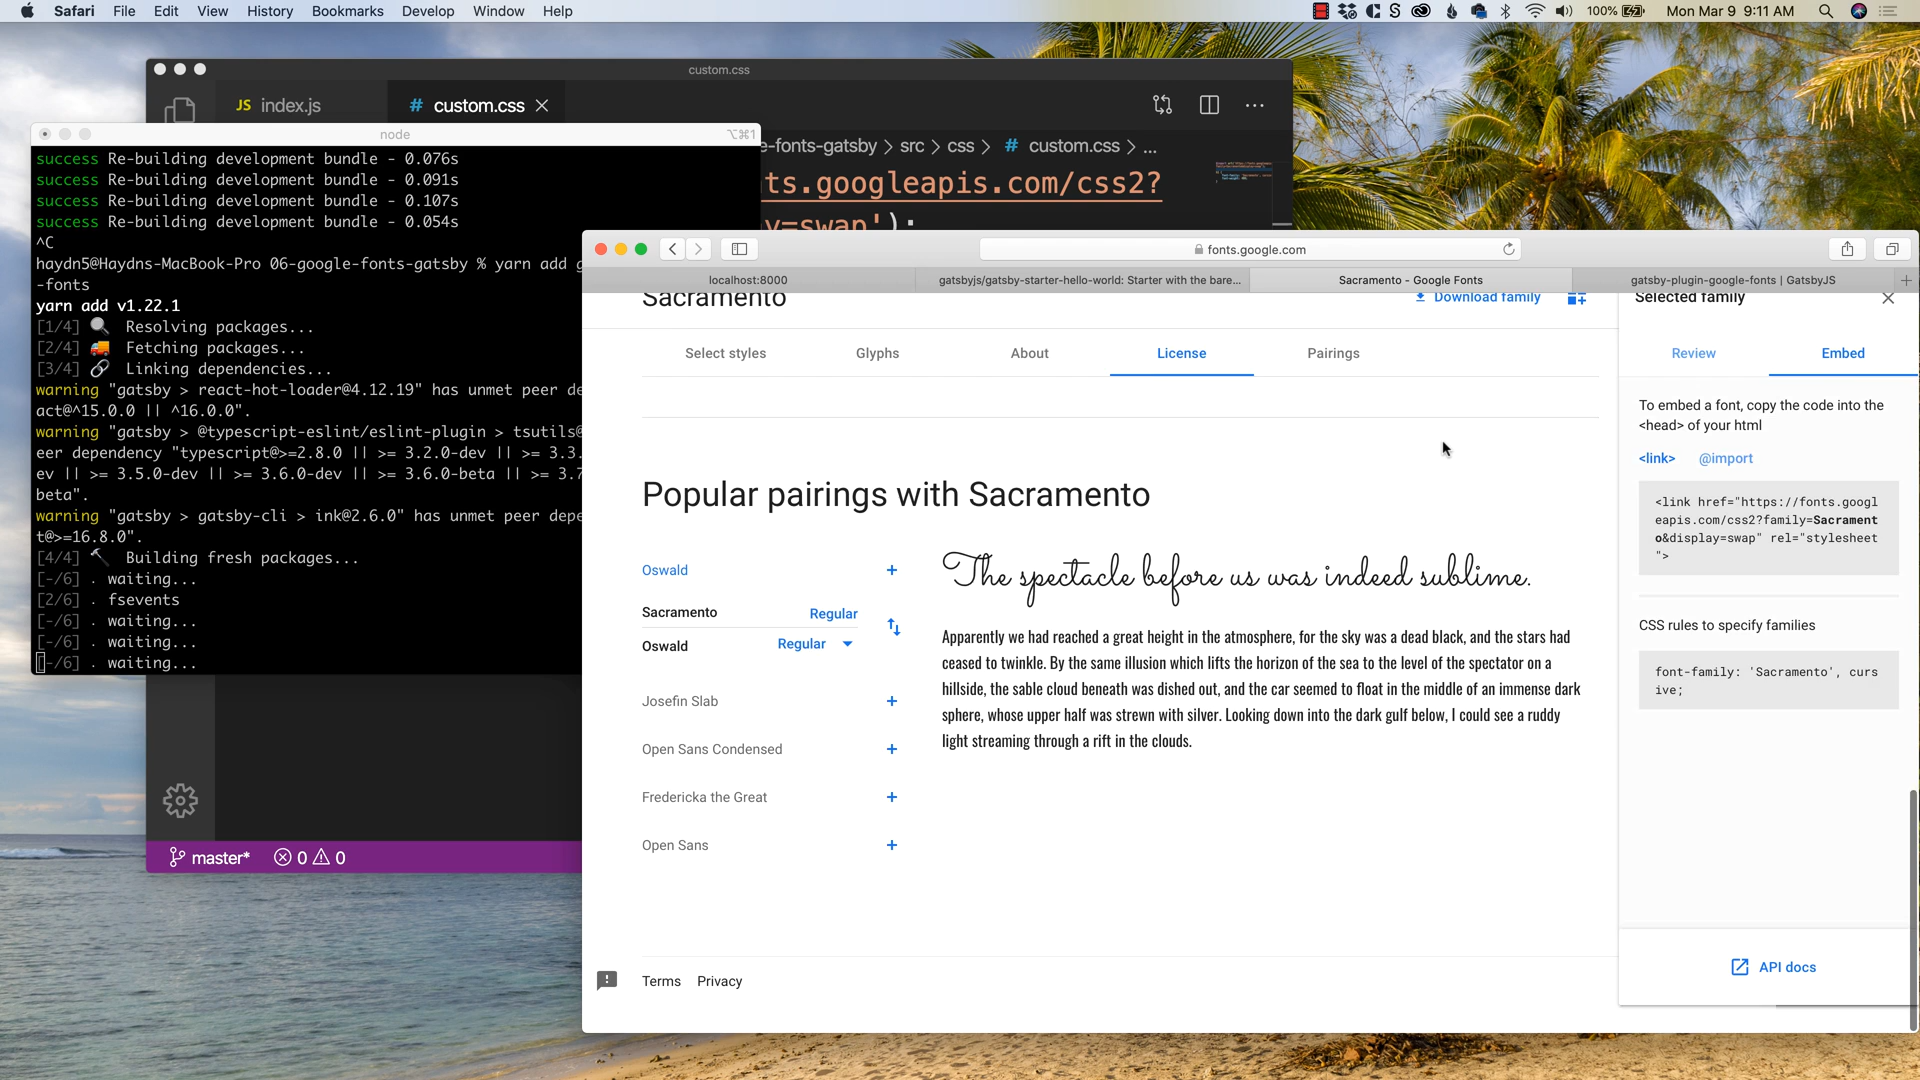 Safari File Edit View History Bookmarks Develop Window Help
100% Mon Mar 9 9:11 AM
custom.css
JS index.js
# custom.css
e-fonts-gatsby > src > css > # custom.css > ...
ts.googleapis.com/css2?
y=swap');
node
⌥⌘1
success Re-building development bundle - 0.076s
success Re-building development bundle - 0.091s
success Re-building development bundle - 0.107s
success Re-building development bundle - 0.054s
^C
haydn5@Haydns-MacBook-Pro 06-google-fonts-gatsby % yarn add g
-fonts
yarn add v1.22.1
[1/4] 🔍 Resolving packages...
[2/4] 🚚 Fetching packages...
[3/4] 🔗 Linking dependencies...
warning "gatsby > react-hot-loader@4.12.19" has unmet peer de
act@^15.0.0 || ^16.0.0".
warning "gatsby > @typescript-eslint/eslint-plugin > tsutils@
eer dependency "typescript@>=2.8.0 || >= 3.2.0-dev || >= 3.3.
ev || >= 3.5.0-dev || >= 3.6.0-dev || >= 3.6.0-beta || >= 3.7
beta".
warning "gatsby > gatsby-cli > ink@2.6.0" has unmet peer depe
t@>=16.8.0".
[4/4] 🔨 Building fresh packages...
[-/6] . waiting...
[2/6] . fsevents
[-/6] . waiting...
[-/6] . waiting...
[-/6] . waiting...
master* 0 0
fonts.google.com
localhost:8000
gatsbyjs/gatsby-starter-hello-world: Starter with the bare...
Sacramento - Google Fonts
gatsby-plugin-google-fonts | GatsbyJS
Sacramento
Download family
Select styles Glyphs About License Pairings
Popular pairings with Sacramento
Oswald +
Sacramento Regular
Oswald Regular
Josefin Slab +
Open Sans Condensed +
Fredericka the Great +
Open Sans +
The spectacle before us was indeed sublime.
Apparently we had reached a great height in the atmosphere, for the sky was a dead black, and the stars had
ceased to twinkle. By the same illusion which lifts the horizon of the sea to the level of the spectator on a
hillside, the sable cloud beneath was dished out, and the car seemed to float in the middle of an immense dark
sphere, whose upper half was strewn with silver. Looking down into the dark gulf below, I could see a ruddy
light streaming through a rift in the clouds.
Terms Privacy
Selected family
Review Embed
To embed a font, copy the code into the
<head> of your html
<link> @import
<link href="https://fonts.googl
eapis.com/css2?family=Sacrament
o&display=swap" rel="stylesheet
">
CSS rules to specify families
font-family: 'Sacramento', curs
ive;
API docs